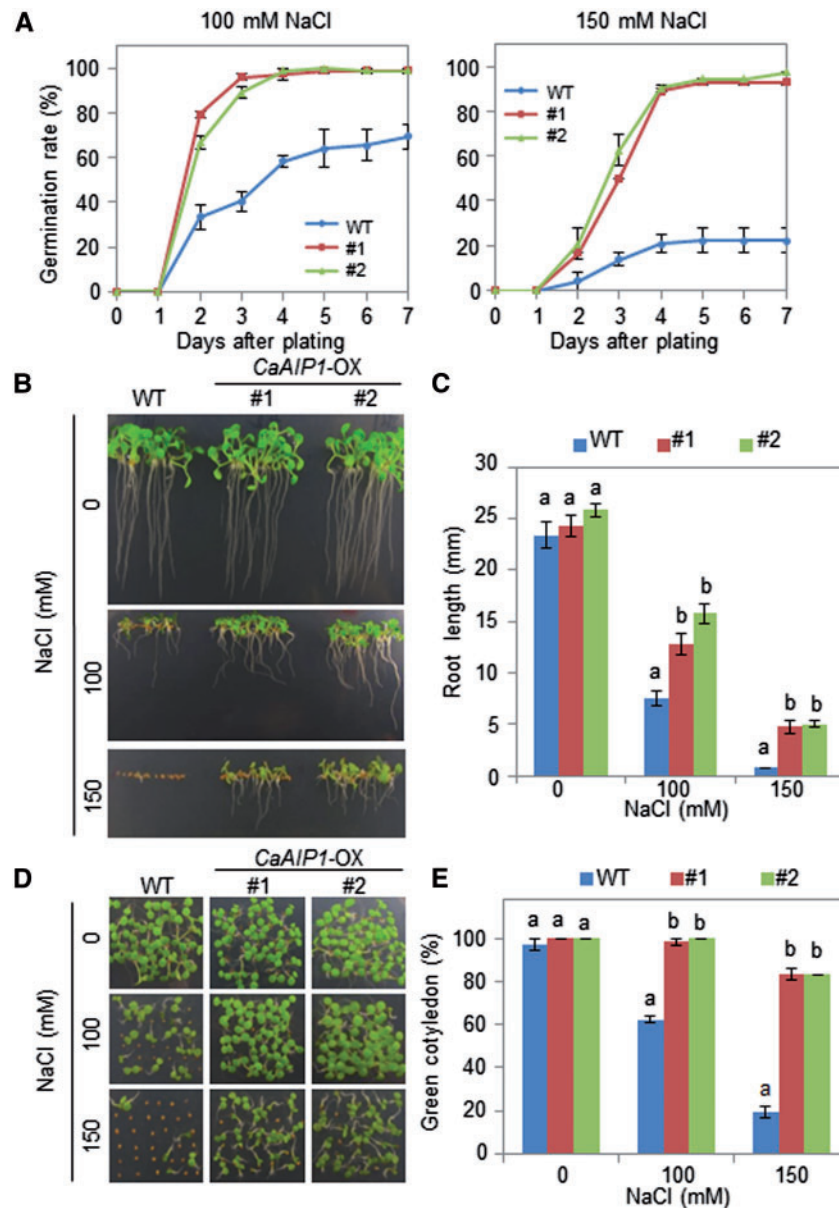 A
100 mM NaCl
150 mM NaCl
Germination rate (%)
100
80
60
40
20
0
WT
#1
#2
0 1 2 3 4 5 6 7
Days after plating
100
80
60
40
20
0
WT
#1
#2
0 1 2 3 4 5 6 7
Days after plating
B
CaAIP1-OX
WT #1 #2
NaCl (mM)
0
100
150
C
WT #1 #2
Root length (mm)
30
25
20
15
10
5
0
a a a
a b b
a b b
0 100 150
NaCl (mM)
D
CaAIP1-OX
WT #1 #2
NaCl (mM)
0
100
150
E
WT #1 #2
Green cotyledon (%)
100
80
60
40
20
0
a a a
a b b
a b b
0 100 150
NaCl (mM)